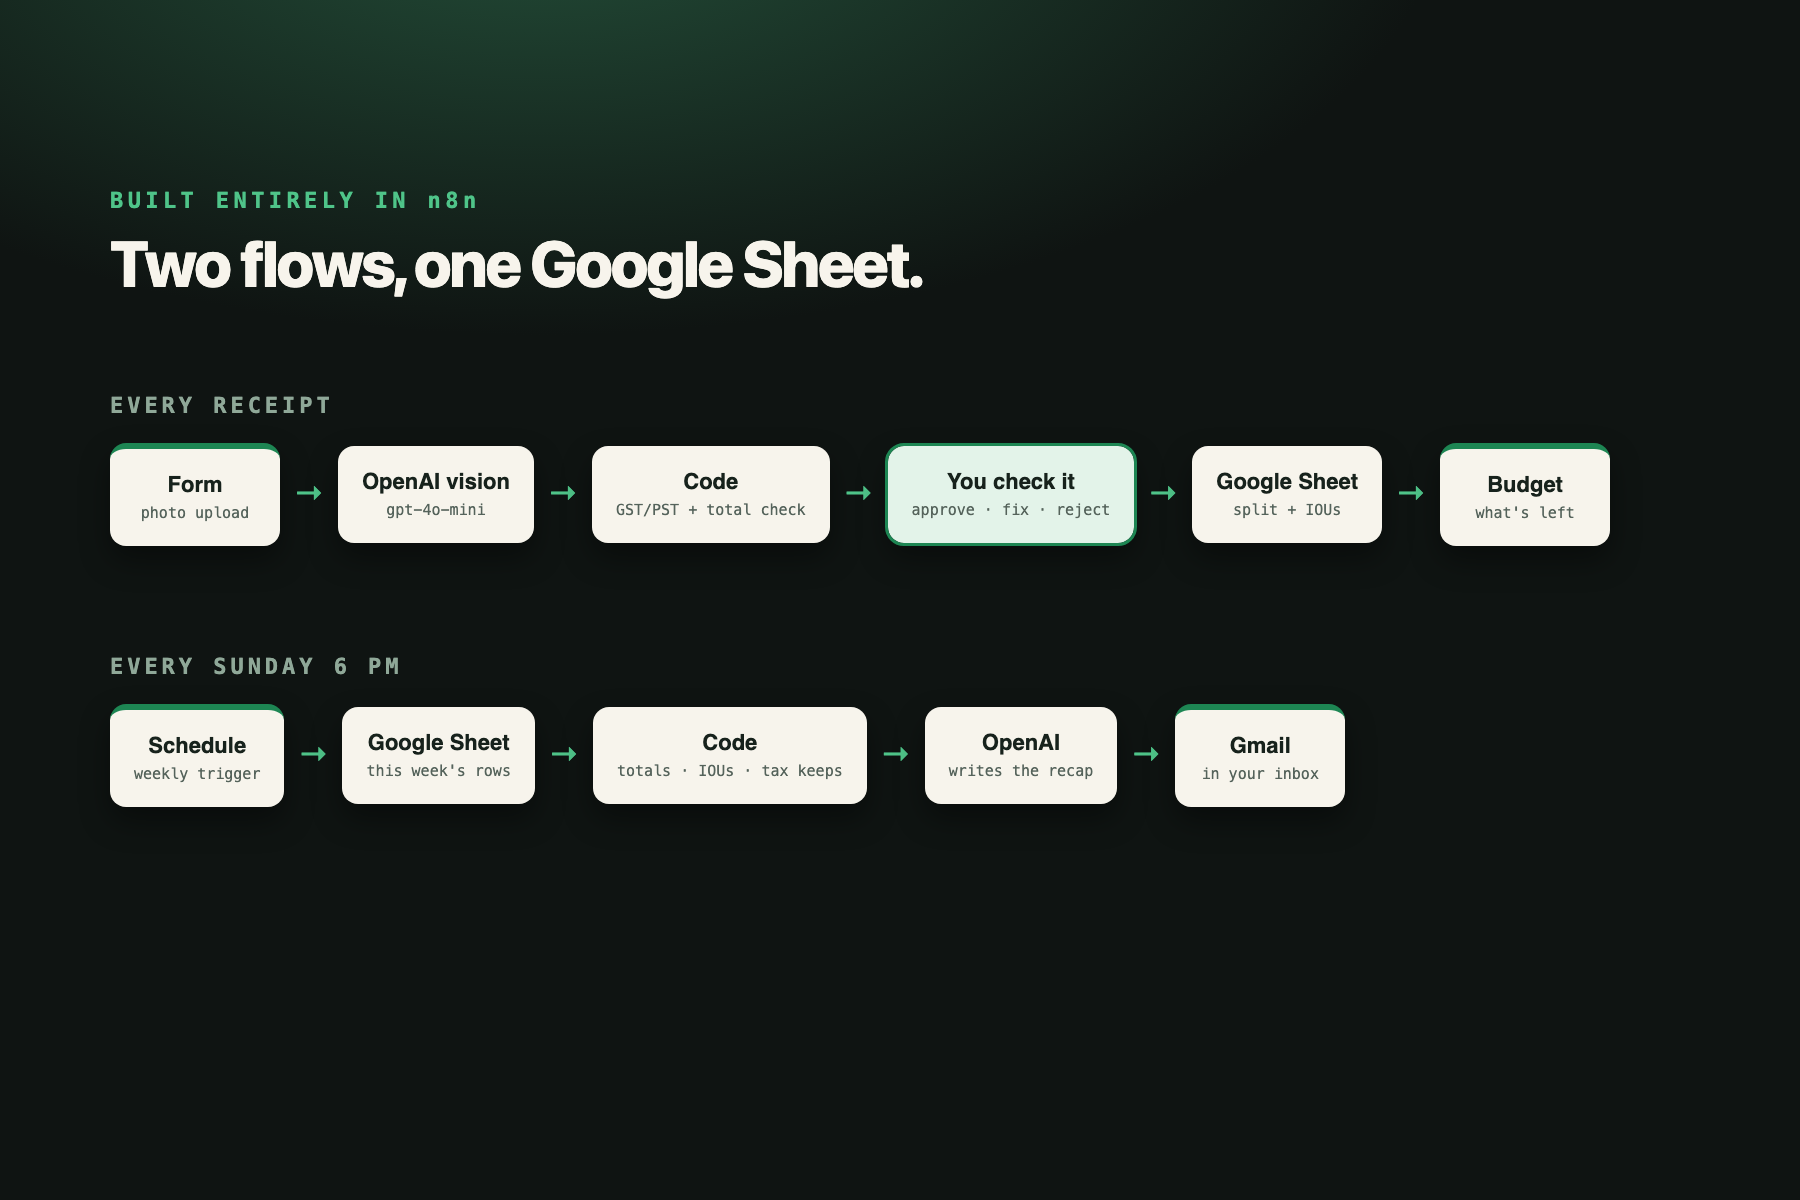 BUILT ENTIRELY IN n8n
Two flows, one Google Sheet.
EVERY RECEIPT
Form
photo upload
→
OpenAI vision
gpt-4o-mini
→
Code
GST/PST + total check
→
You check it
approve · fix · reject
→
Google Sheet
split + IOUs
→
Budget
what's left
EVERY SUNDAY 6 PM
Schedule
weekly trigger
→
Google Sheet
this week's rows
→
Code
totals · IOUs · tax keeps
→
OpenAI
writes the recap
→
Gmail
in your inbox